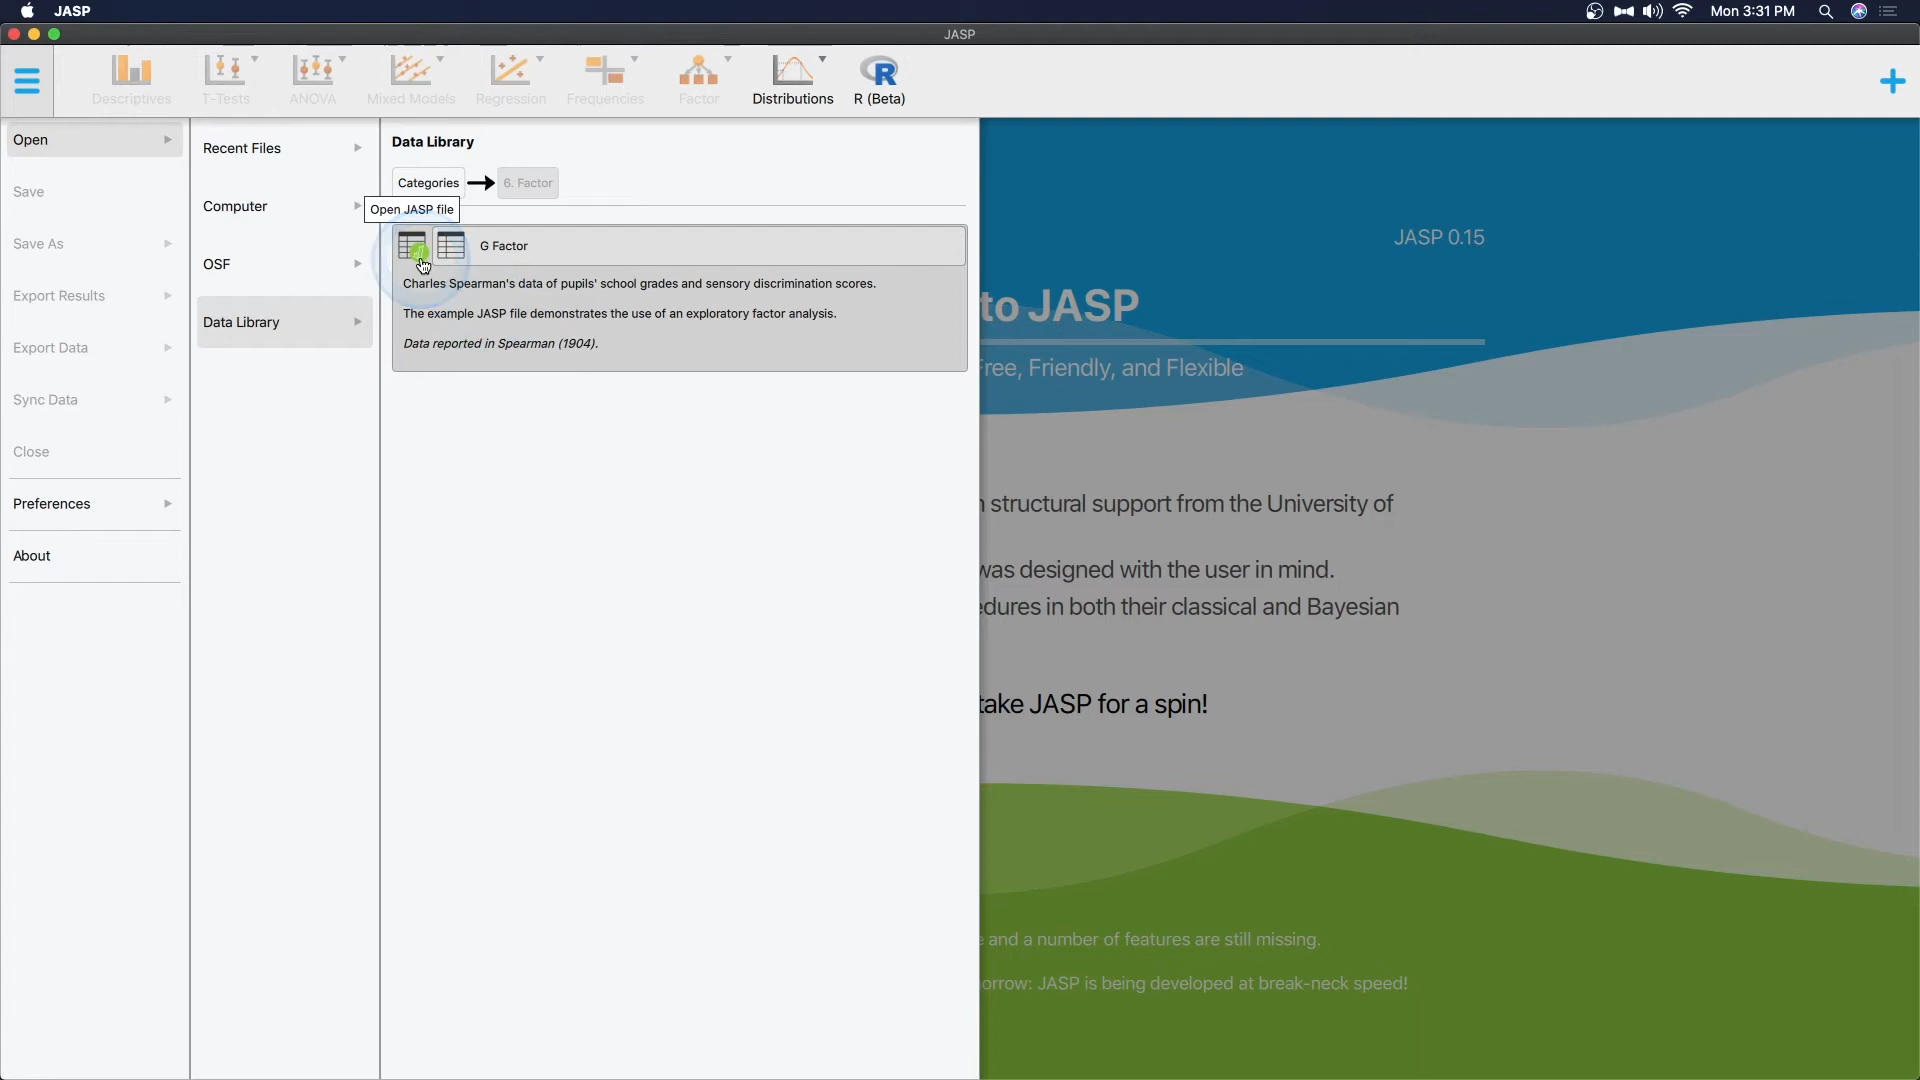 JASP
Mon 3:31 PM
JASP
Descriptives
T-Tests
ANOVA
Mixed Models
Regression
Frequencies
Factor
Distributions
R (Beta)
Open
Save
Save As
Export Results
Export Data
Sync Data
Close
Preferences
About
Recent Files
Computer
OSF
Data Library
Data Library
Categories
6. Factor
Open JASP file
G Factor
Charles Spearman's data of pupils' school grades and sensory discrimination scores.
The example JASP file demonstrates the use of an exploratory factor analysis.
Data reported in Spearman (1904).
JASP 0.15
to JASP
Free, Friendly, and Flexible
structural support from the University of
was designed with the user in mind.
edures in both their classical and Bayesian
take JASP for a spin!
and a number of features are still missing.
orrow: JASP is being developed at break-neck speed!